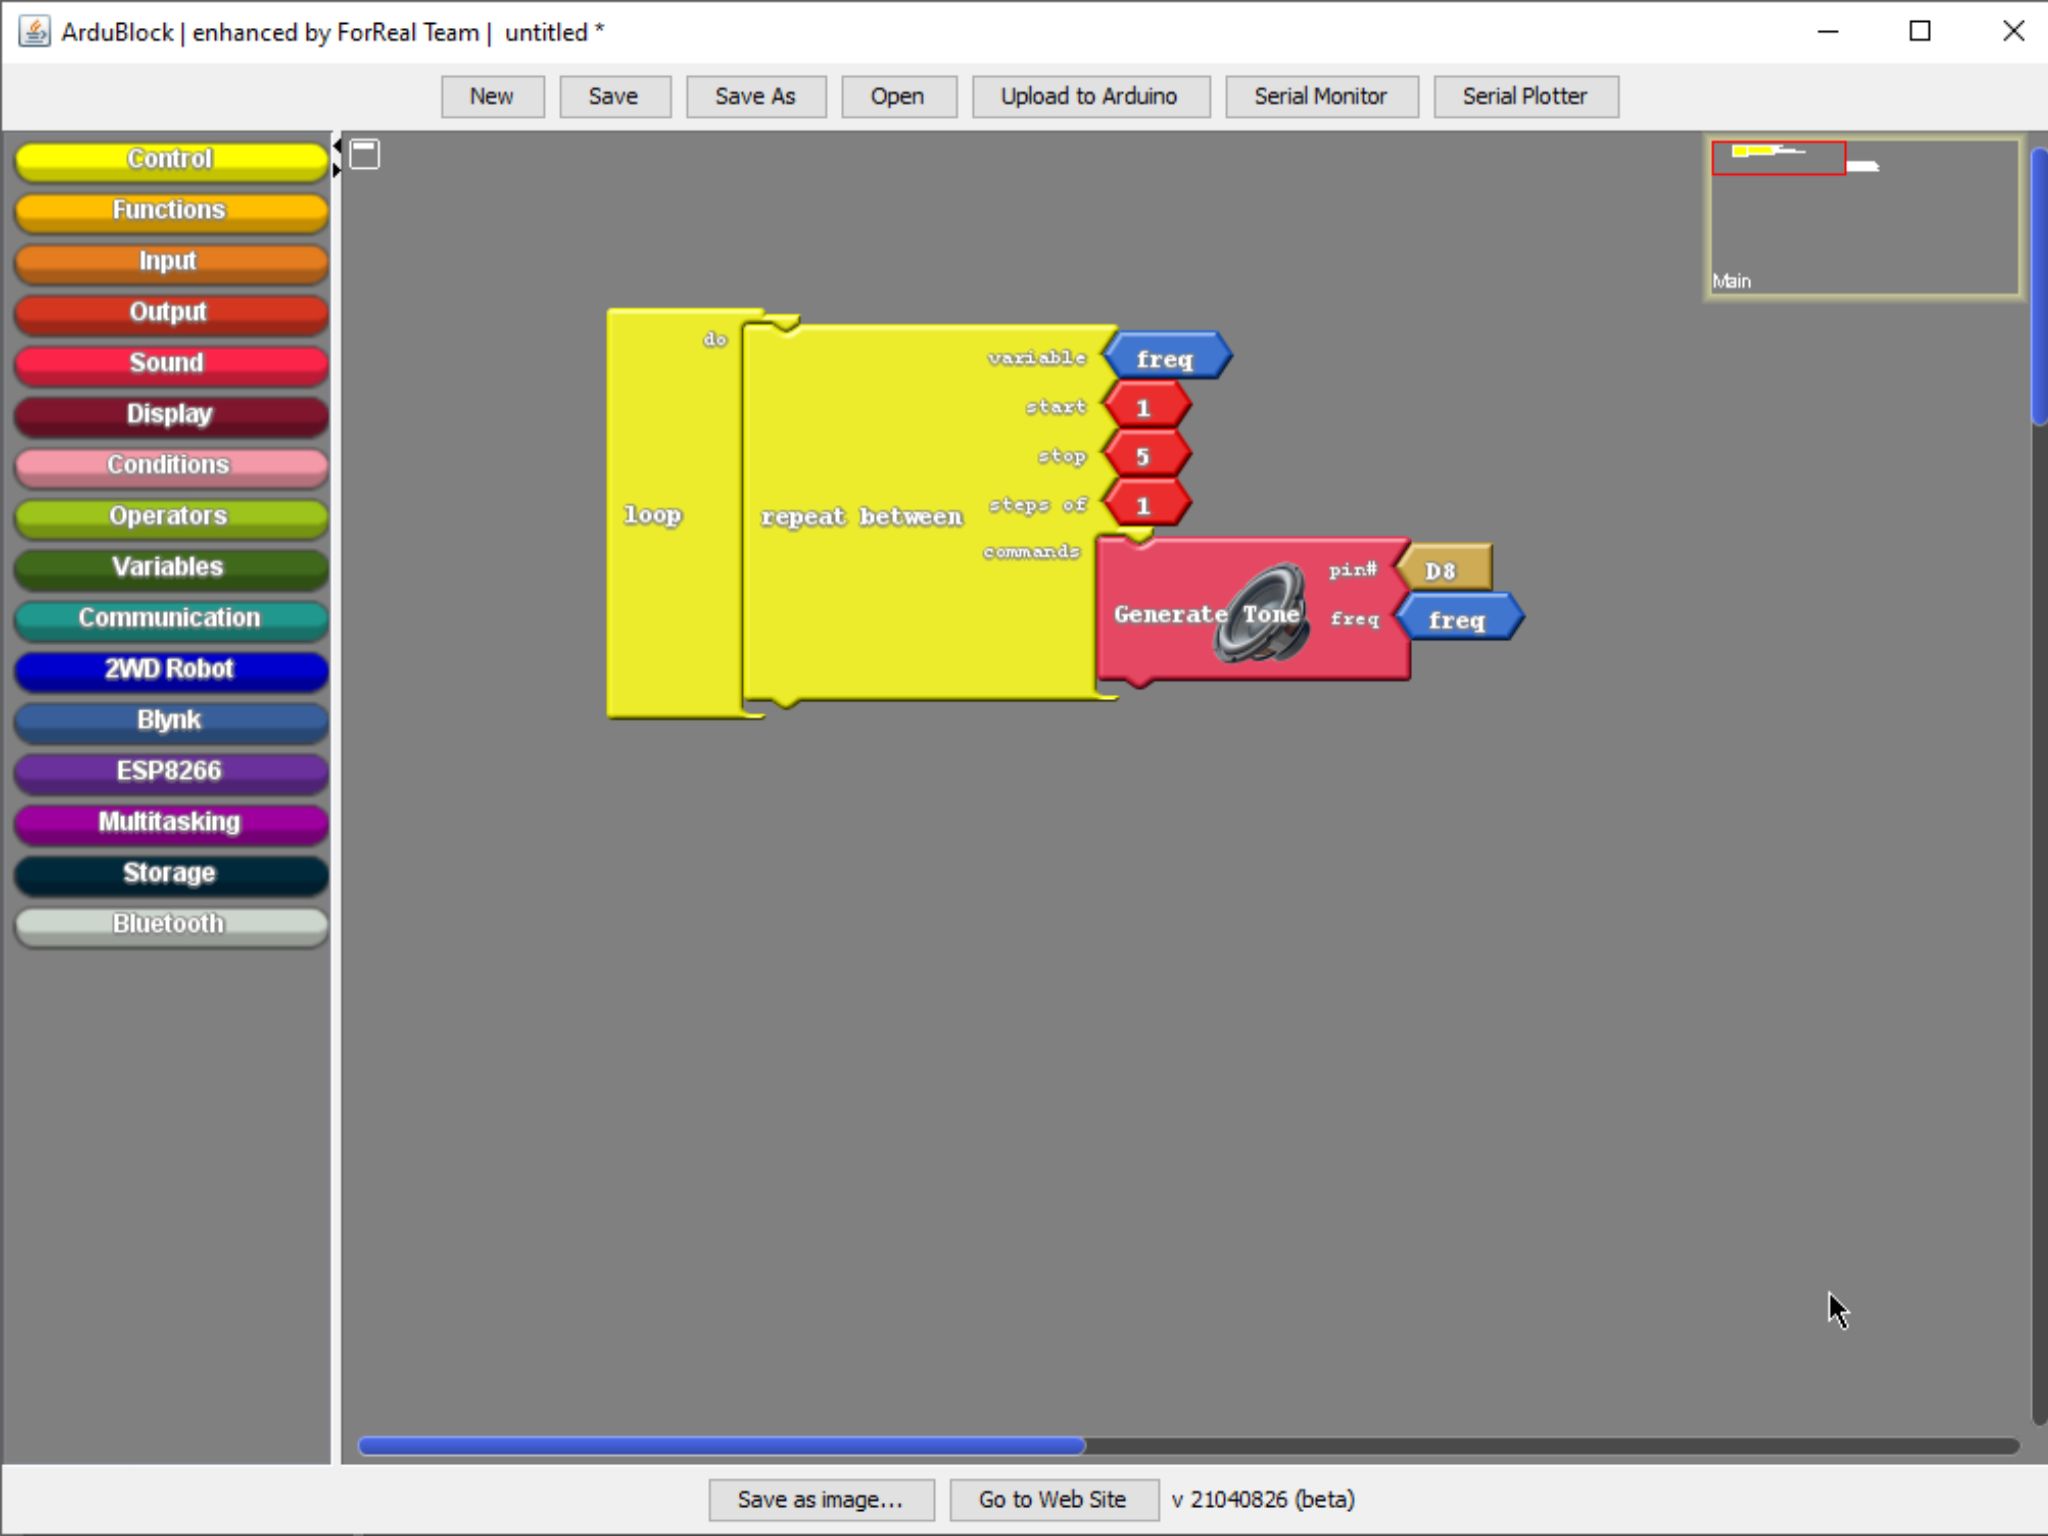 ArduBlock | enhanced by ForReal Team | untitled *
New Save Save As Open Upload to Arduino Serial Monitor Serial Plotter
Control
Functions
Input
Output
Sound
Display
Conditions
Operators
Variables
Communication
2WD Robot
Blynk
ESP8266
Multitasking
Storage
Bluetooth
Main
loop
do
repeat between
variable freq
start 1
stop 5
steps of 1
commands
Generate Tone
pin# D8
freq freq
Save as image... Go to Web Site v 21040826 (beta)